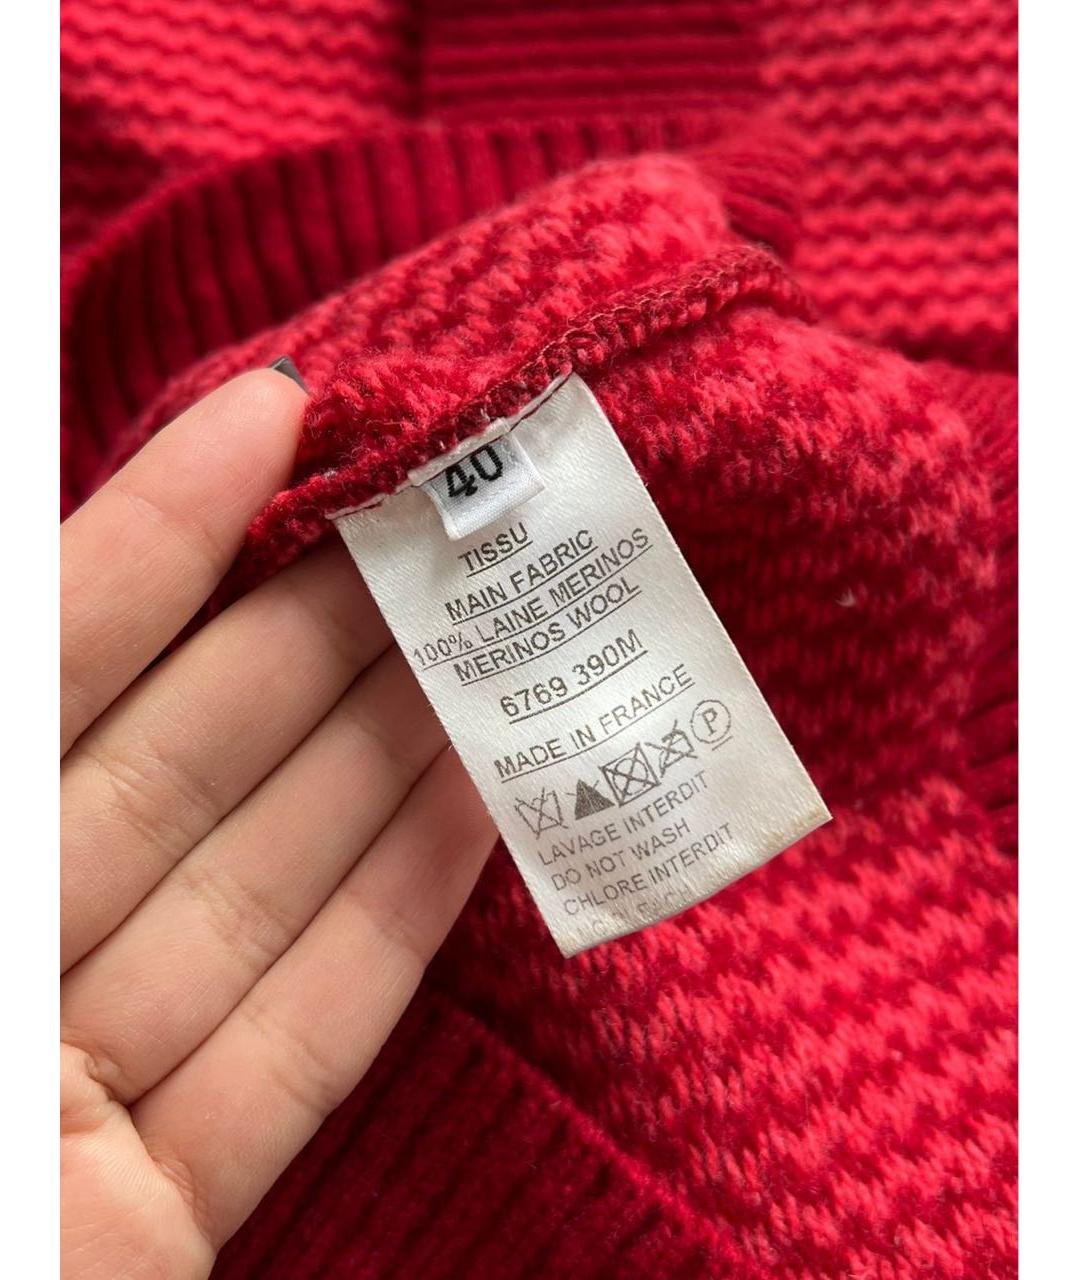 40
TISSU
MAIN FABRIC
100% LAINE MERINOS
MERINOS WOOL
6769 390M
MADE IN FRANCE
P
LAVAGE INTERDIT
DO NOT WASH
CHLORE INTERDIT